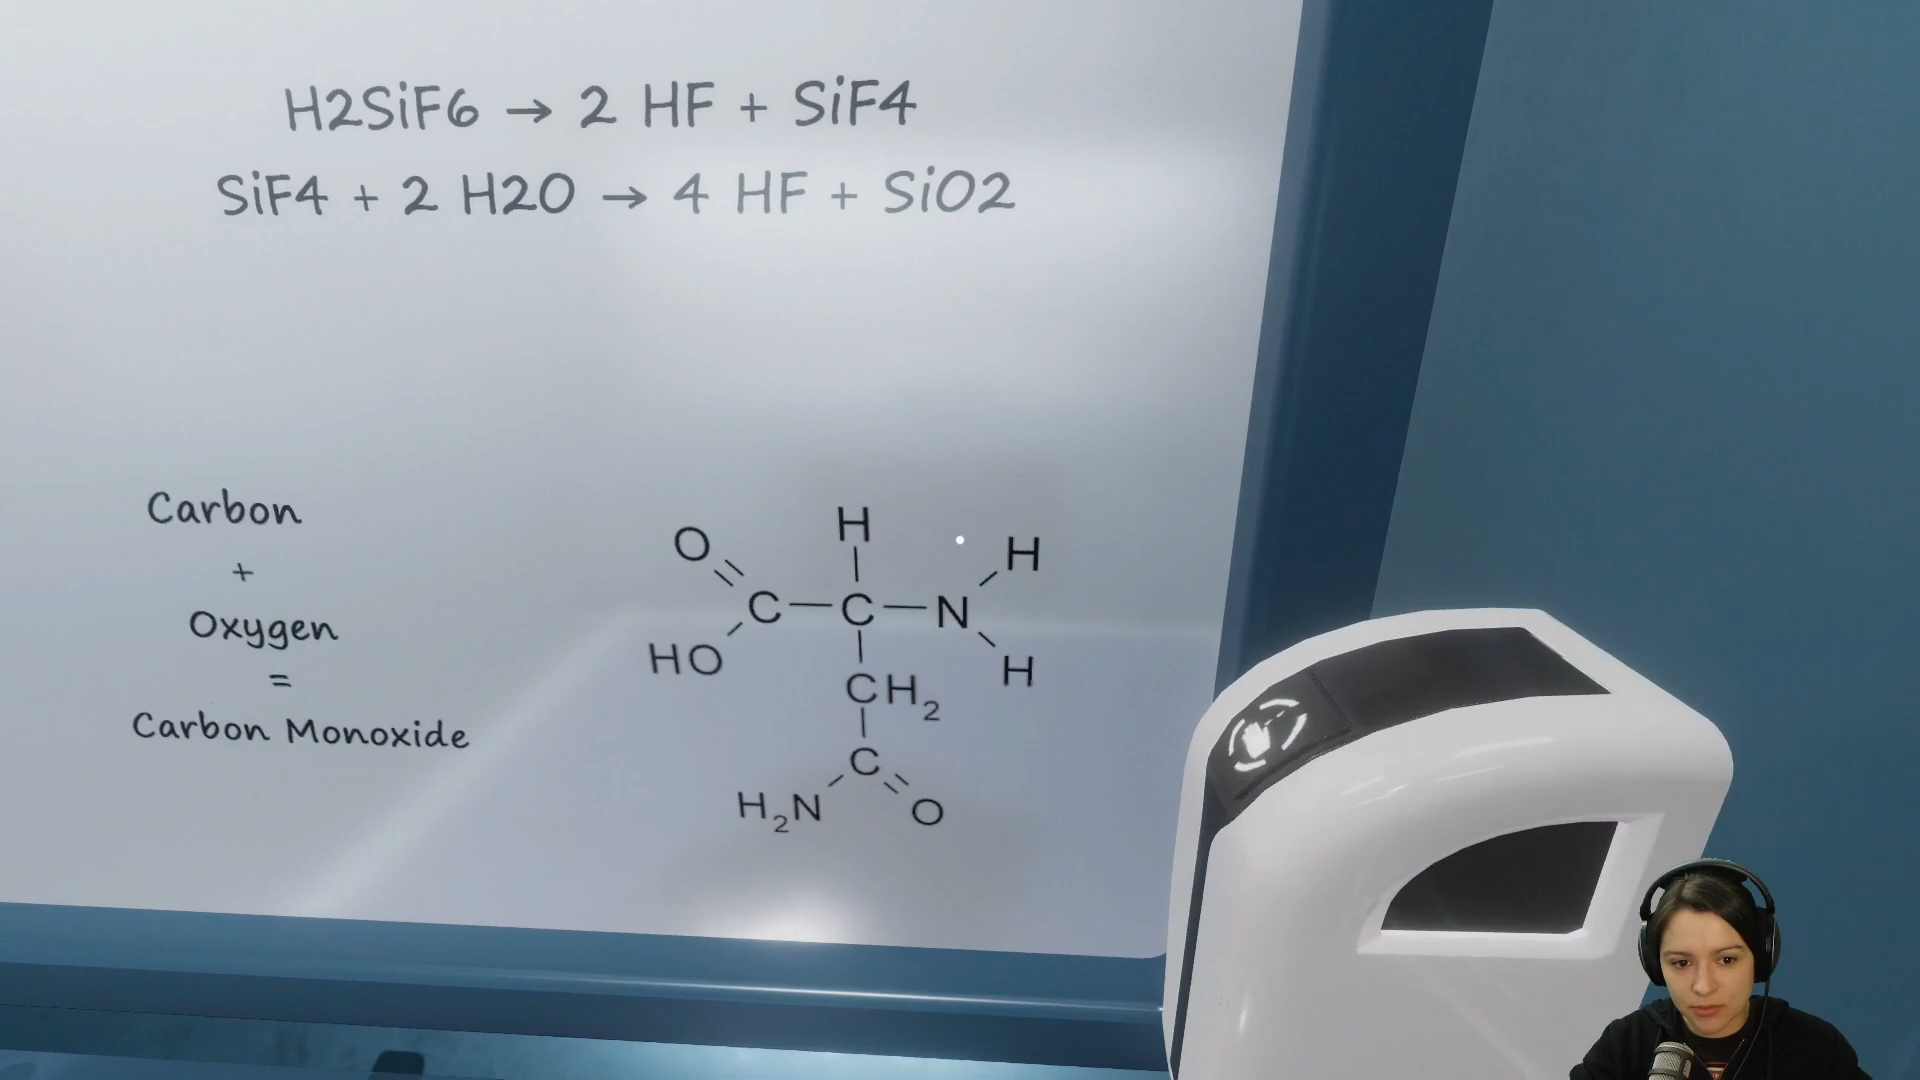 H2SiF6 → 2 HF + SiF4
SiF4 + 2 H2O → 4 HF + SiO2
Carbon
+
Oxygen
=
Carbon Monoxide
H
O H
C — C — N
HO H
CH₂
C
H₂N O